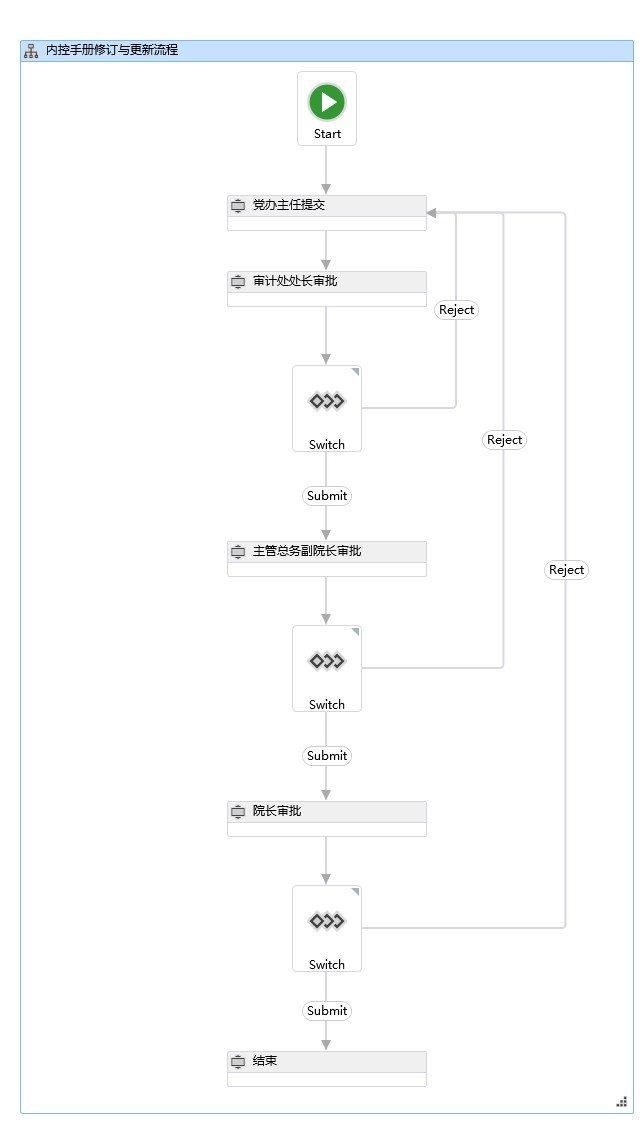 内控手册修订与更新流程
Start
党办主任提交
审计处处长审批
Reject
Switch
Reject
Submit
主管总务副院长审批
Reject
Switch
Submit
院长审批
Switch
Submit
结束